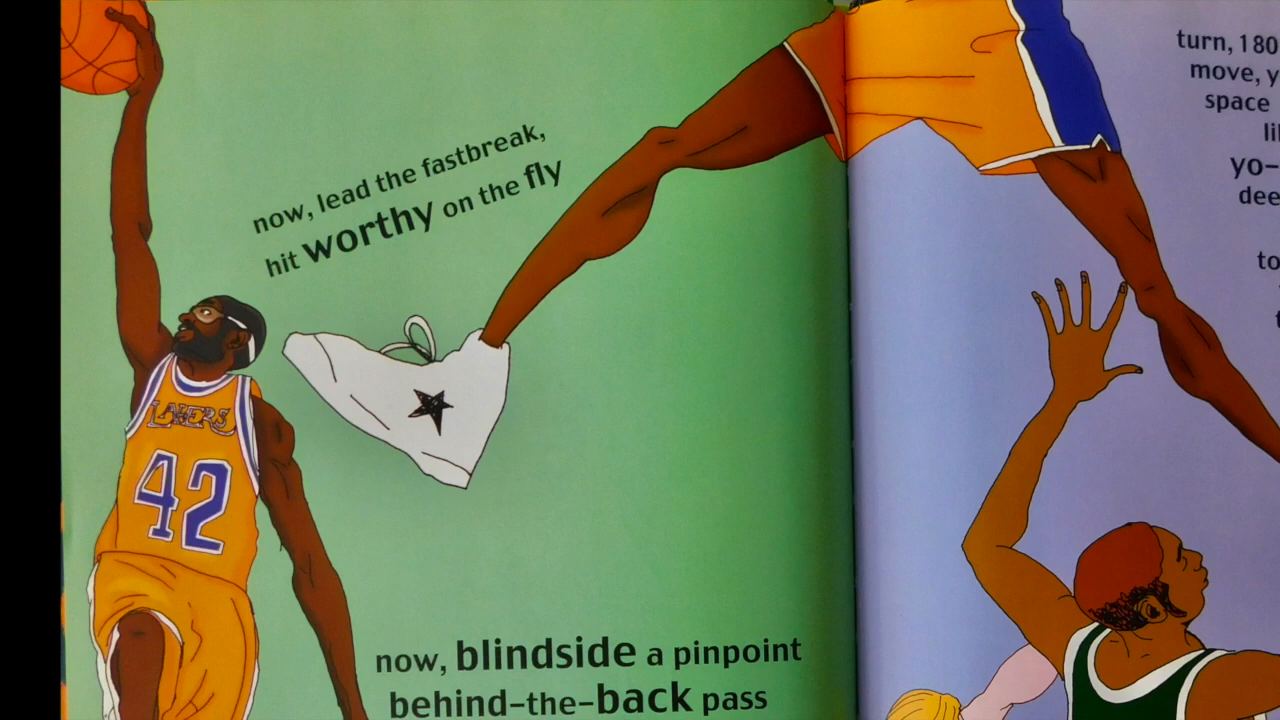 now, lead the fastbreak,
hit worthy on the fly
LAKERS
42
now, blindside a pinpoint
behind-the-back pass
turn, 180
move, y
space
li
yo-
dee
to